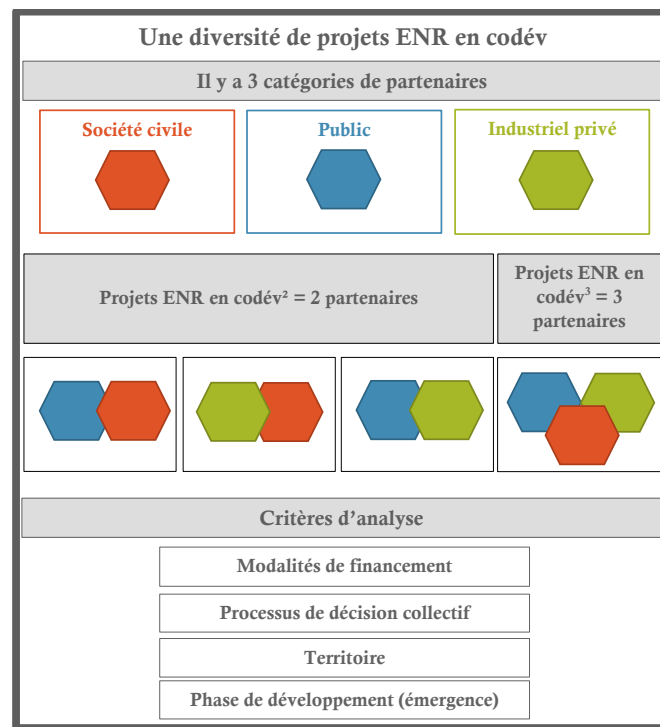 Une diversité de projets ENR en codév
Il y a 3 catégories de partenaires
Société civile
Public
Industriel privé
Projets ENR en codév² = 2 partenaires
Projets ENR en
codév³ = 3
partenaires
Critères d’analyse
Modalités de financement
Processus de décision collectif
Territoire
Phase de développement (émergence)